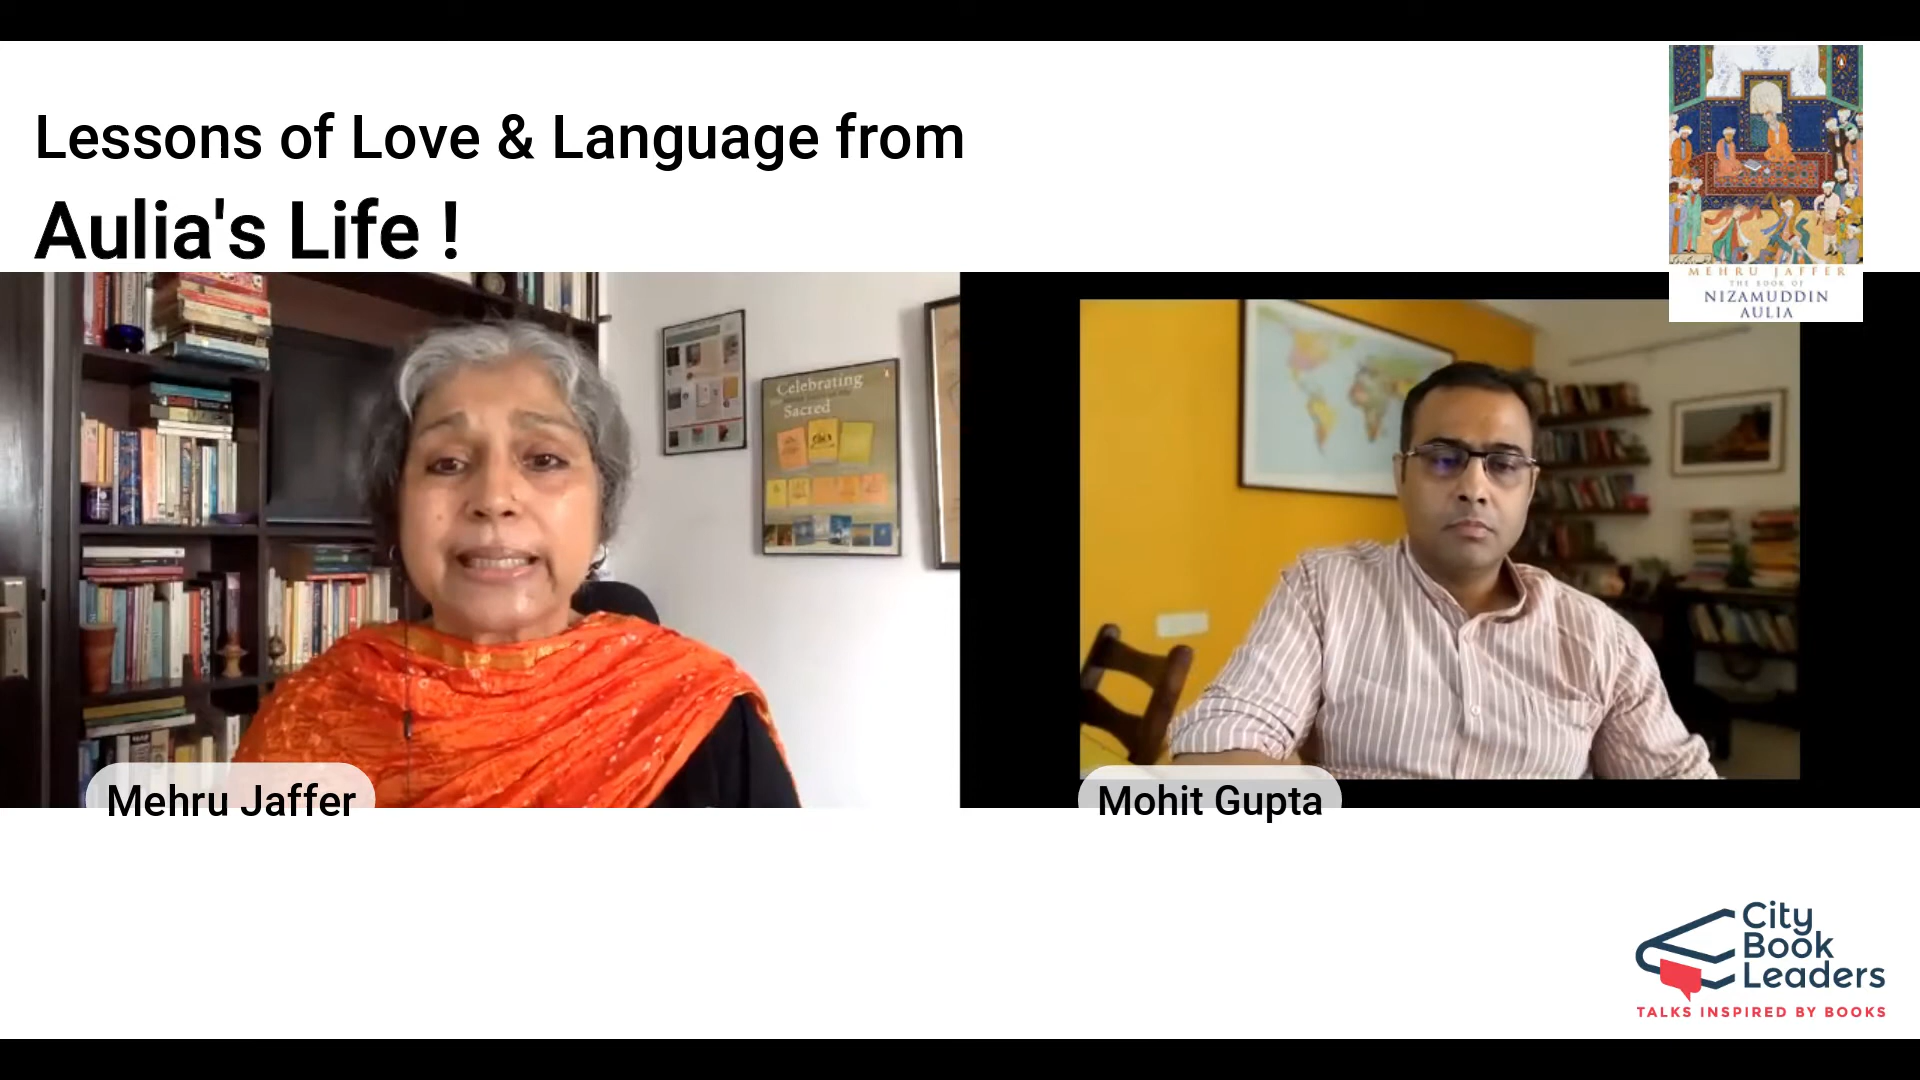 Lessons of Love & Language from
Aulia's Life !
MEHRU JAFFER
THE BOOK OF
NIZAMUDDIN
AULIA
Celebrating
Sacred
Mehru Jaffer
Mohit Gupta
City
Book
Leaders
TALKS INSPIRED BY BOOKS